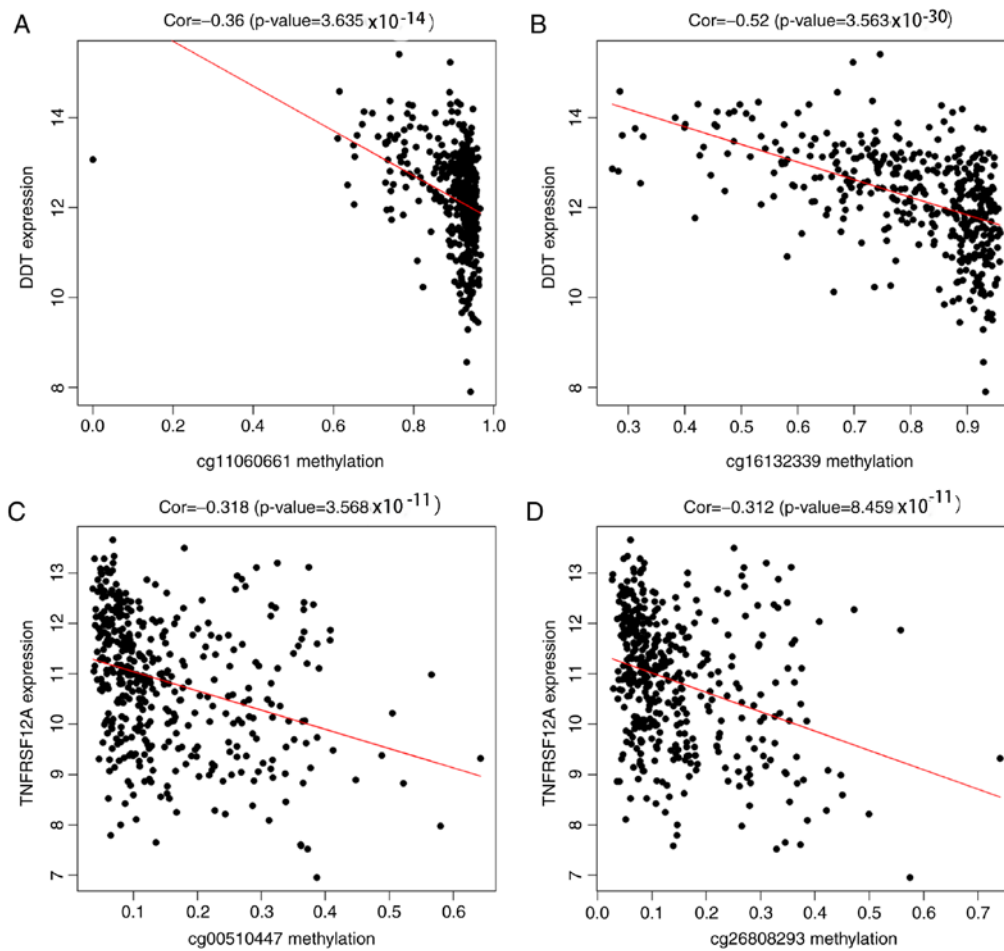 A
Cor=−0.36 (p-value=3.635 x10-14)
DDT expression
14
12
10
8
0.0 0.2 0.4 0.6 0.8 1.0
cg11060661 methylation
B
Cor=−0.52 (p-value=3.563x10-30)
DDT expression
14
12
10
8
0.3 0.4 0.5 0.6 0.7 0.8 0.9
cg16132339 methylation
C
Cor=−0.318 (p-value=3.568 x10-11)
TNFRSF12A expression
13
12
11
10
9
8
7
0.1 0.2 0.3 0.4 0.5 0.6
cg00510447 methylation
D
Cor=−0.312 (p-value=8.459 x10-11)
TNFRSF12A expression
13
12
11
10
9
8
7
0.0 0.1 0.2 0.3 0.4 0.5 0.6 0.7
cg26808293 methylation